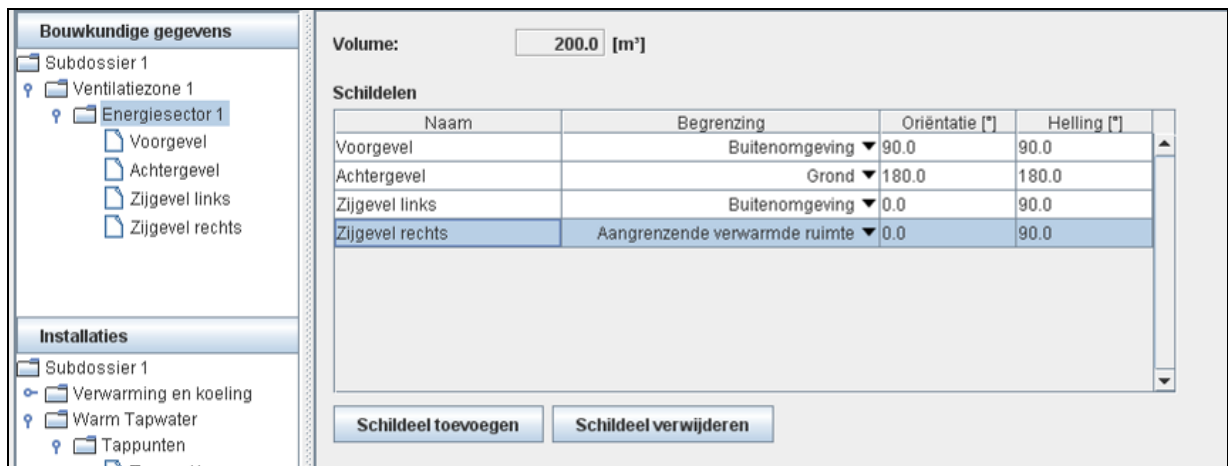 Bouwkundige gegevens
Subdossier 1
Ventilatiezone 1
Energiesector 1
Voorgevel
Achtergevel
Zijgevel links
Zijgevel rechts
Installaties
Subdossier 1
Verwarming en koeling
Warm Tapwater
Tappunten
Volume: 200.0 [m³]
Schildelen
Naam Begrenzing Oriëntatie [°] Helling [°]
Voorgevel Buitenomgeving 90.0 90.0
Achtergevel Grond 180.0 180.0
Zijgevel links Buitenomgeving 0.0 90.0
Zijgevel rechts Aangrenzende verwarmde ruimte 0.0 90.0
Schildeel toevoegen Schildeel verwijderen